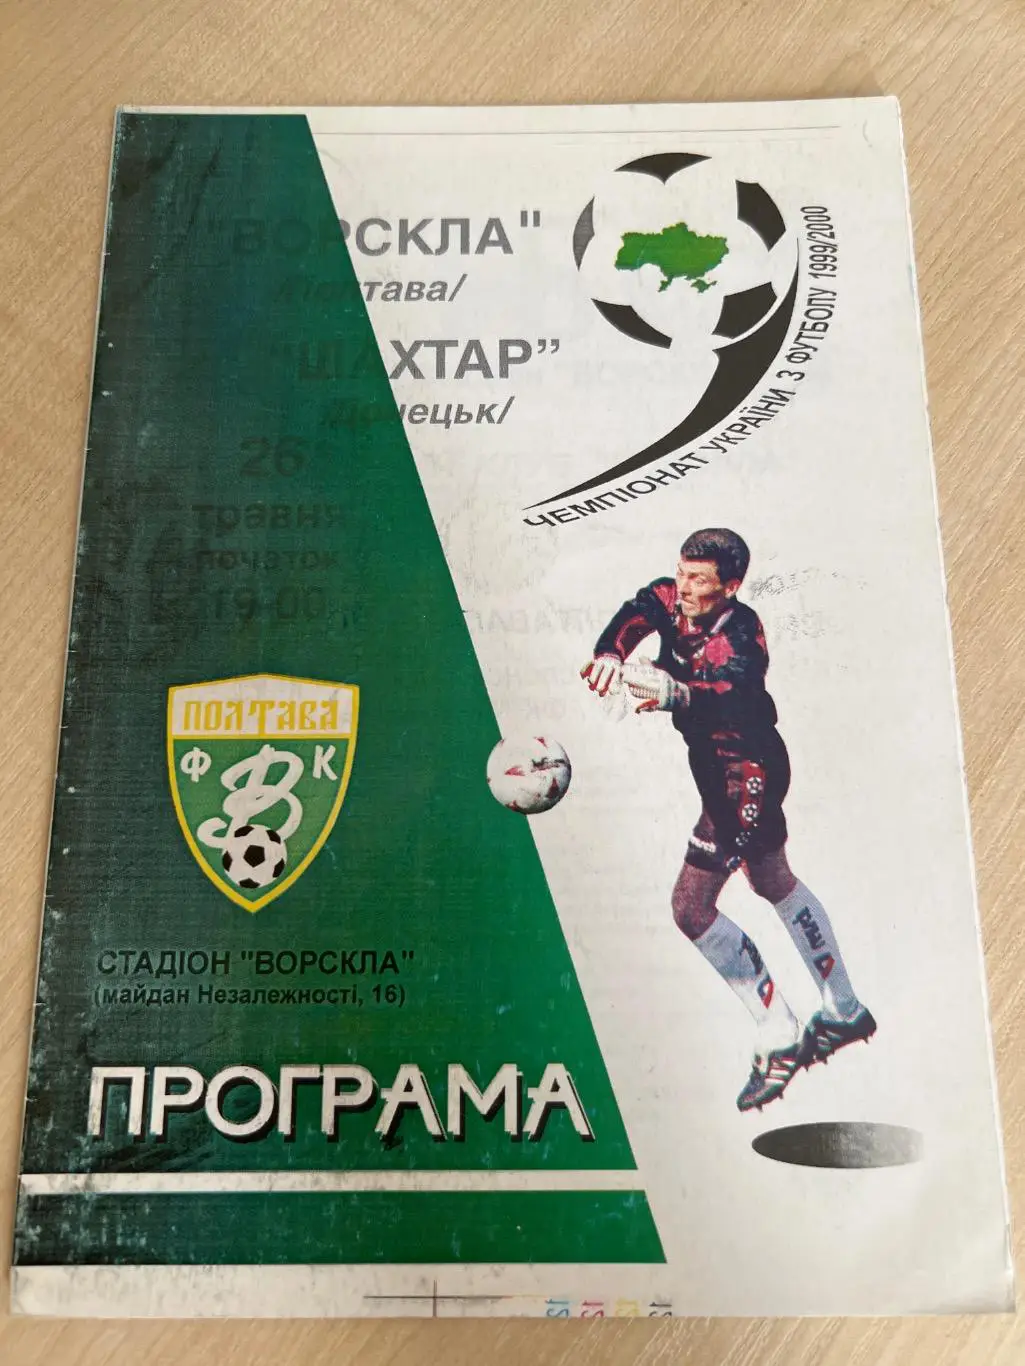 "ВОРСКЛА"
/Полтава/
"ШАХТАР"
/Донецьк/
26
травня
початок
19-00
ЧЕМПІОНАТ УКРАЇНИ З ФУТБОЛУ 1999/2000
ПОЛТАВА
Ф К
В
СТАДІОН "ВОРСКЛА"
(майдан Незалежності, 16)
ПРОГРАМА